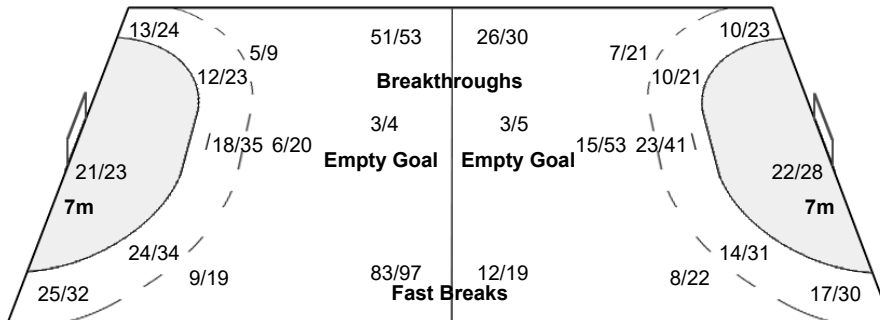 13/24 51/53 26/30 10/23
5/9 7/21
12/23 Breakthroughs 10/21
3/4 3/5
18/35 6/20 15/53 23/41
Empty Goal Empty Goal
21/23 22/28
7m 7m
24/34 14/31
9/19 83/97 12/19 8/22
25/32 Fast Breaks 17/30